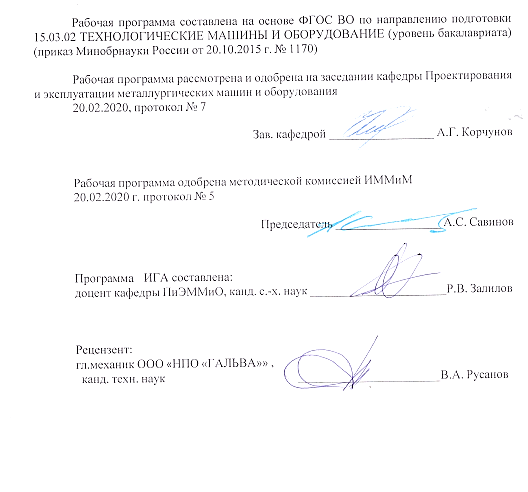 Рабочая программа составлена на основе ФГОС ВО по направлению подготовки
15.03.02 ТЕХНОЛОГИЧЕСКИЕ МАШИНЫ И ОБОРУДОВАНИЕ (уровень бакалавриата)
(приказ Минобрнауки России от 20.10.2015 г. № 1170)
Рабочая программа рассмотрена и одобрена на заседании кафедры Проектирования
и эксплуатации металлургических машин и оборудования
20.02.2020, протокол № 7
Зав. кафедрой А.Г. Корчунов
Рабочая программа одобрена методической комиссией ИММиМ
20.02.2020 г. протокол № 5
Председатель А.С. Савинов
Программа ИГА составлена:
доцент кафедры ПиЭММиО, канд. с.-х. наук Р.В. Залилов
Рецензент:
гл.механик ООО «НПО «ГАЛЬВА»» ,
канд. техн. наук В.А. Русанов